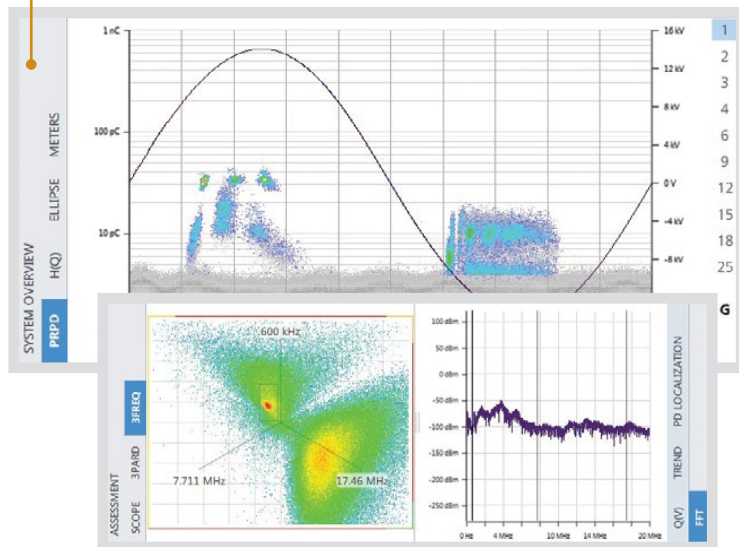 SYSTEM OVERVIEW
PRPD
H(Q)
ELLIPSE
METERS
1 nC
100 pC
10 pC
16 kV
12 kV
8 kV
4 kV
0 V
-4 kV
-8 kV
1
2
3
4
6
9
12
15
18
25
G
ASSESSMENT
SCOPE
3PARD
3FREQ
600 kHz
7.711 MHz
17.46 MHz
100 dBm
50 dBm
0 dBm
-50 dBm
-100 dBm
-150 dBm
-200 dBm
-250 dBm
0 Hz
4 MHz
10 MHz
14 MHz
20 MHz
Q(V)
TREND
PD LOCALIZATION
FFT